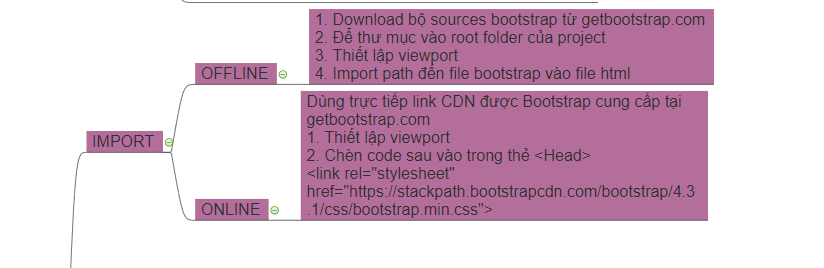 1. Download bộ sources bootstrap từ getbootstrap.com
2. Để thư mục vào root folder của project
3. Thiết lập viewport
4. Import path đến file bootstrap vào file html
OFFLINE
Dùng trực tiếp link CDN được Bootstrap cung cấp tại
getbootstrap.com
1. Thiết lập viewport
2. Chèn code sau vào trong thẻ <Head>
<link rel="stylesheet"
href="https://stackpath.bootstrapcdn.com/bootstrap/4.3
.1/css/bootstrap.min.css">
IMPORT
ONLINE